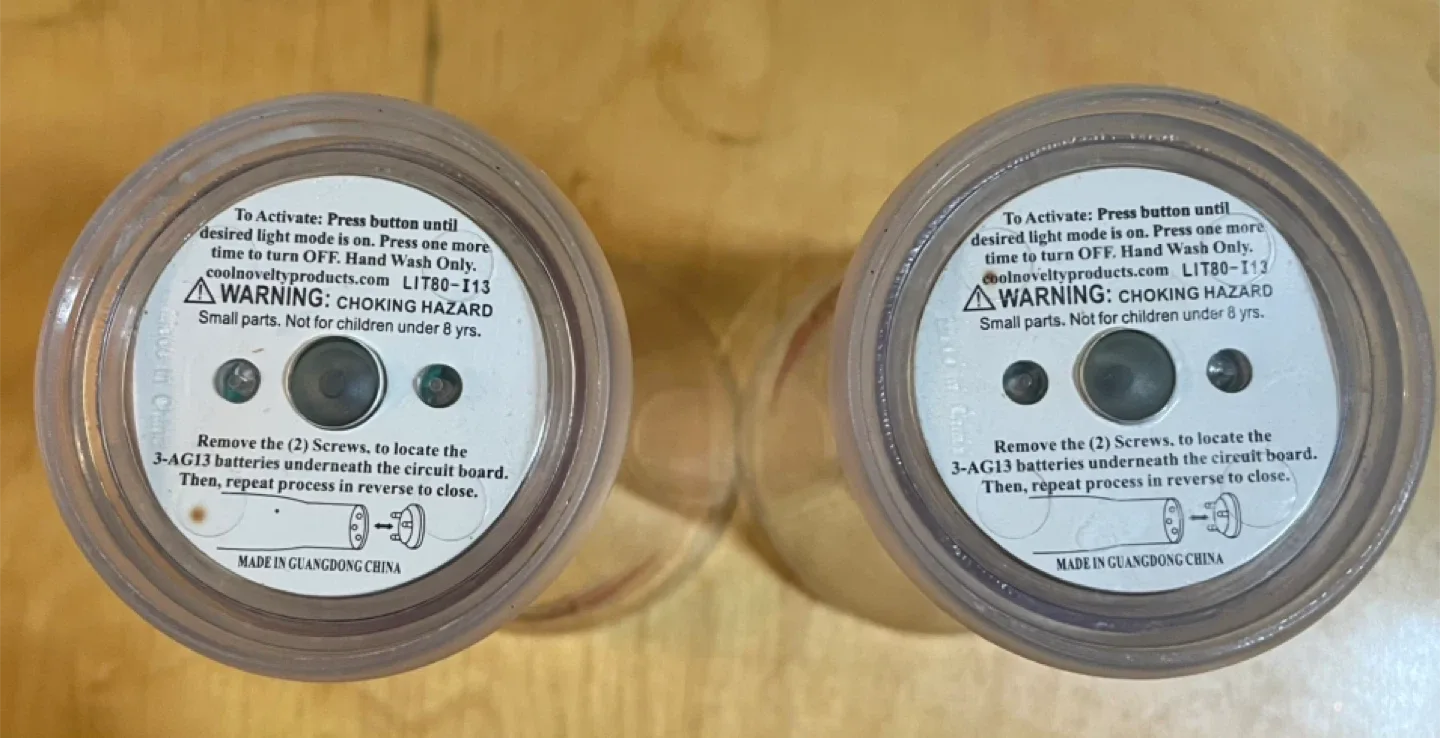 To Activate: Press button until
desired light mode is on. Press one more
time to turn OFF. Hand Wash Only.
coolnoveltyproducts.com LIT80-I13
WARNING: CHOKING HAZARD
Small parts. Not for children under 8 yrs.
Remove the (2) Screws, to locate the
3-AG13 batteries underneath the circuit board.
Then, repeat process in reverse to close.
MADE IN GUANGDONG CHINA
To Activate: Press button until
desired light mode is on. Press one more
time to turn OFF. Hand Wash Only.
coolnoveltyproducts.com LIT80-I13
WARNING: CHOKING HAZARD
Small parts. Not for children under 8 yrs.
Remove the (2) Screws, to locate the
3-AG13 batteries underneath the circuit board.
Then, repeat process in reverse to close.
MADE IN GUANGDONG CHINA